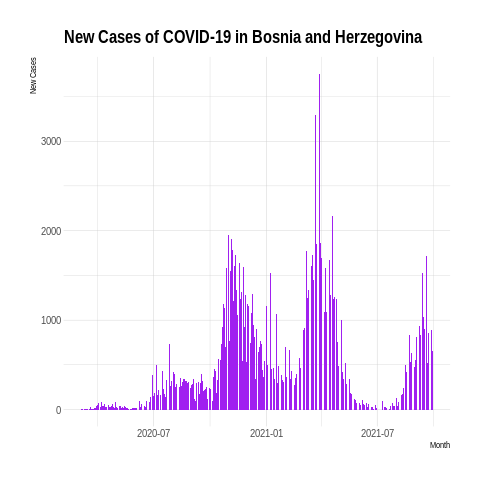 New Cases of COVID-19 in Bosnia and Herzegovina
New Cases
3000
2000
1000
0
2020-07
2021-01
2021-07
Month